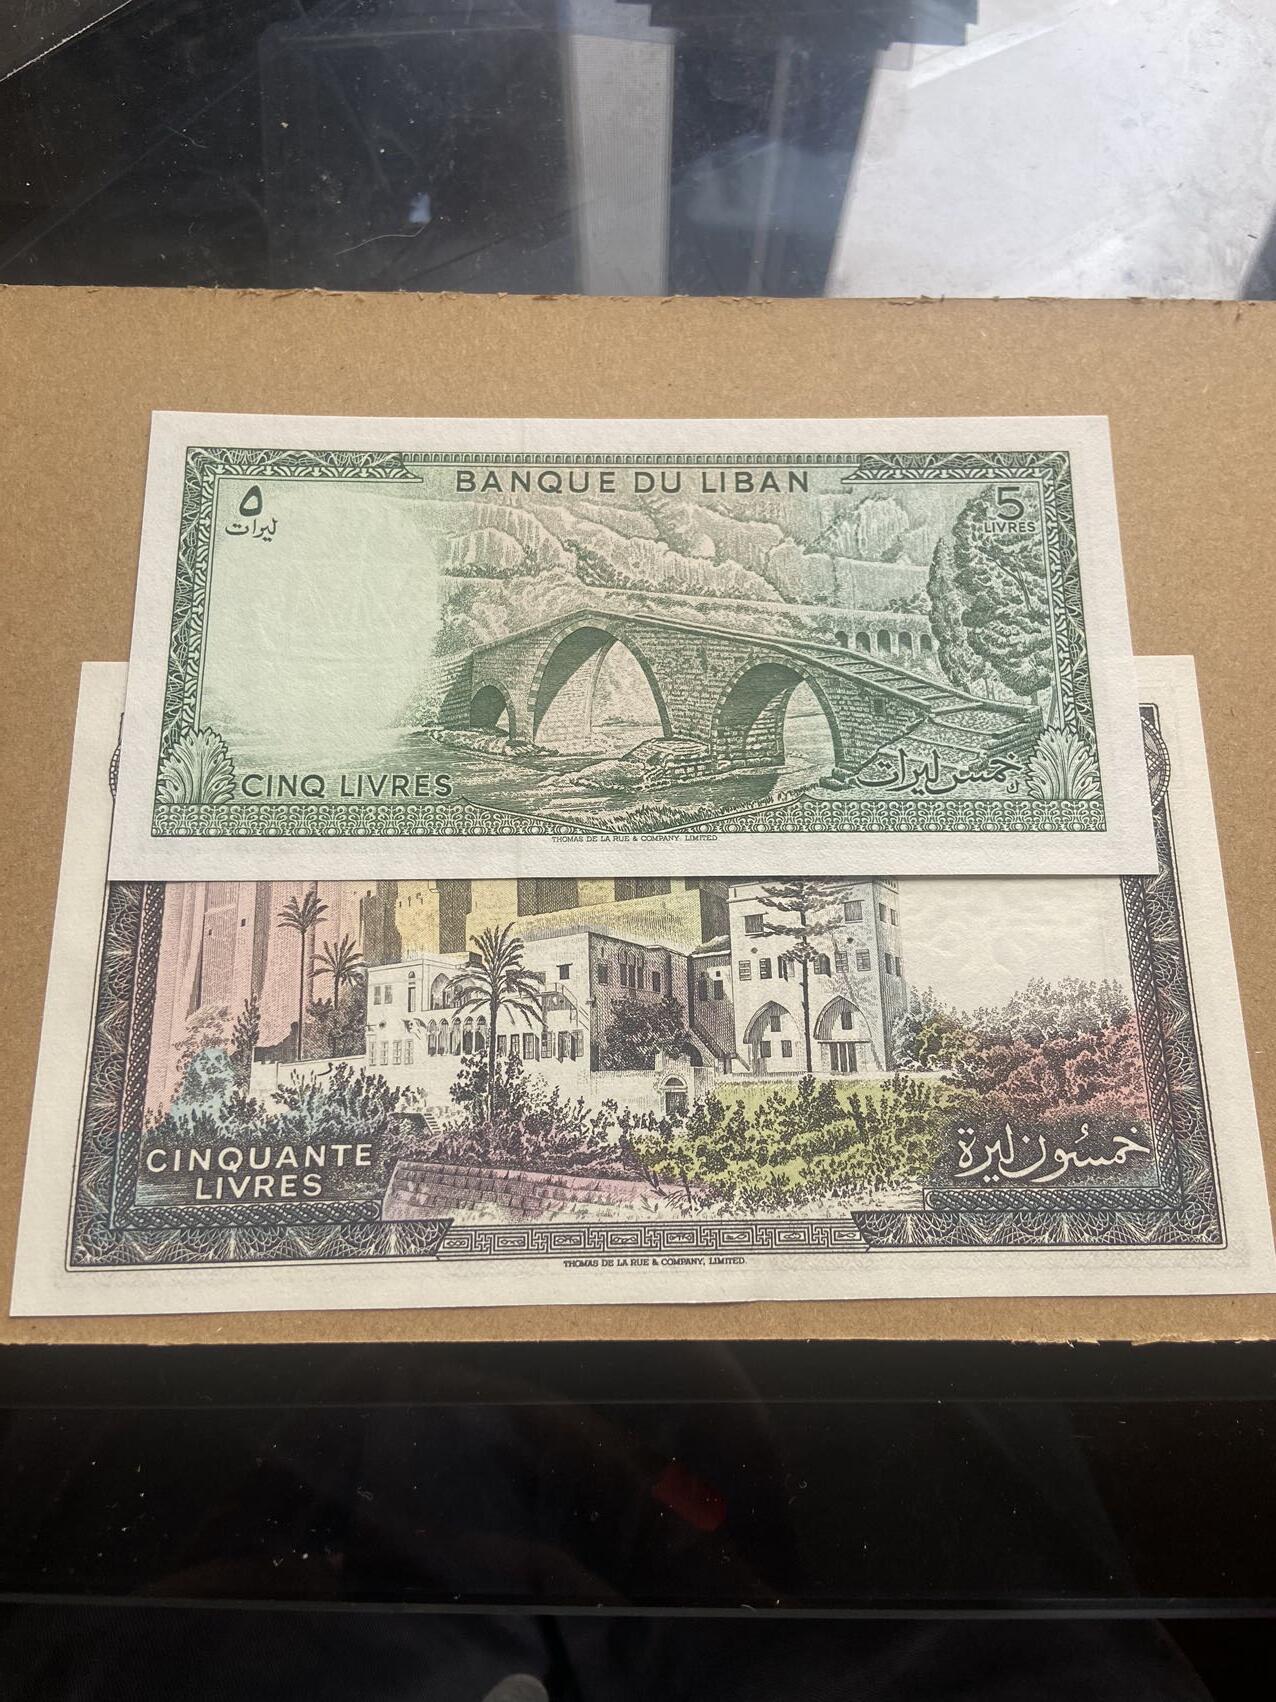 BANQUE DU LIBAN
٥
ليرات
5
LIVRES
CINQ LIVRES
خمس ليرات
THOMAS DE LA RUE & COMPANY, LIMITED
CINQUANTE
LIVRES
خمسون ليرة
THOMAS DE LA RUE & COMPANY, LIMITED.